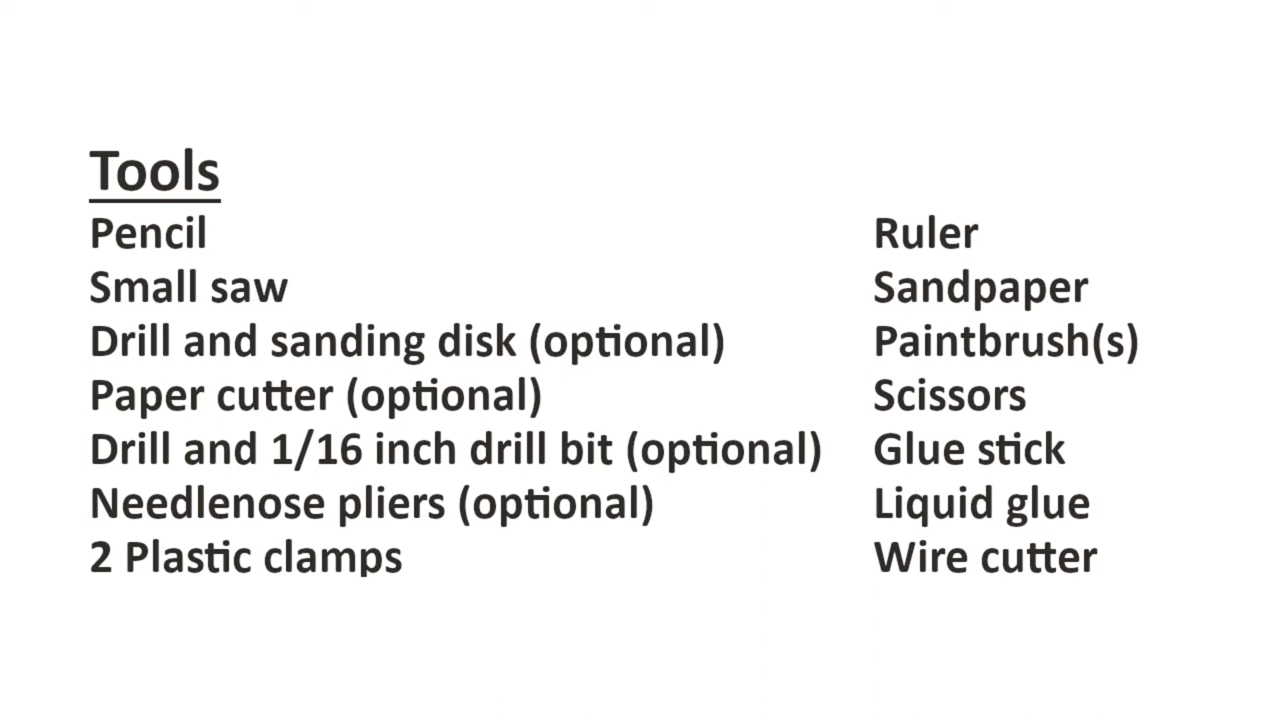 Tools
Pencil
Small saw
Drill and sanding disk (optional)
Paper cutter (optional)
Drill and 1/16 inch drill bit (optional)
Needlenose pliers (optional)
2 Plastic clamps
Ruler
Sandpaper
Paintbrush(s)
Scissors
Glue stick
Liquid glue
Wire cutter